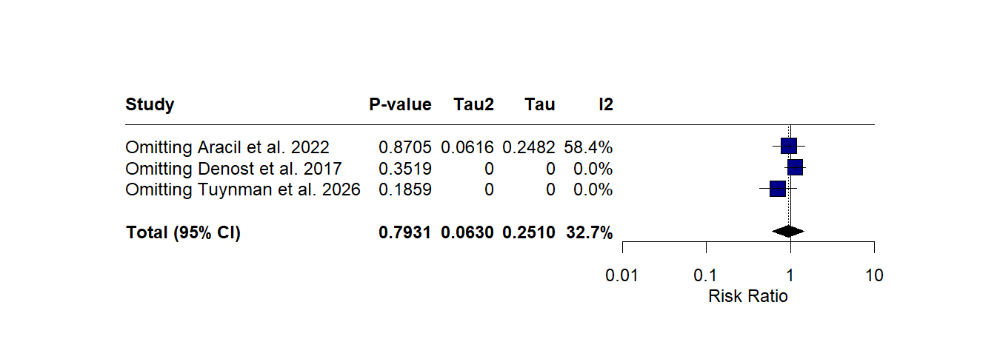 Study P-value Tau2 Tau I2
Omitting Aracil et al. 2022 0.8705 0.0616 0.2482 58.4%
Omitting Denost et al. 2017 0.3519 0 0 0.0%
Omitting Tuynman et al. 2026 0.1859 0 0 0.0%
Total (95% CI) 0.7931 0.0630 0.2510 32.7%
0.01 0.1 1 10
Risk Ratio